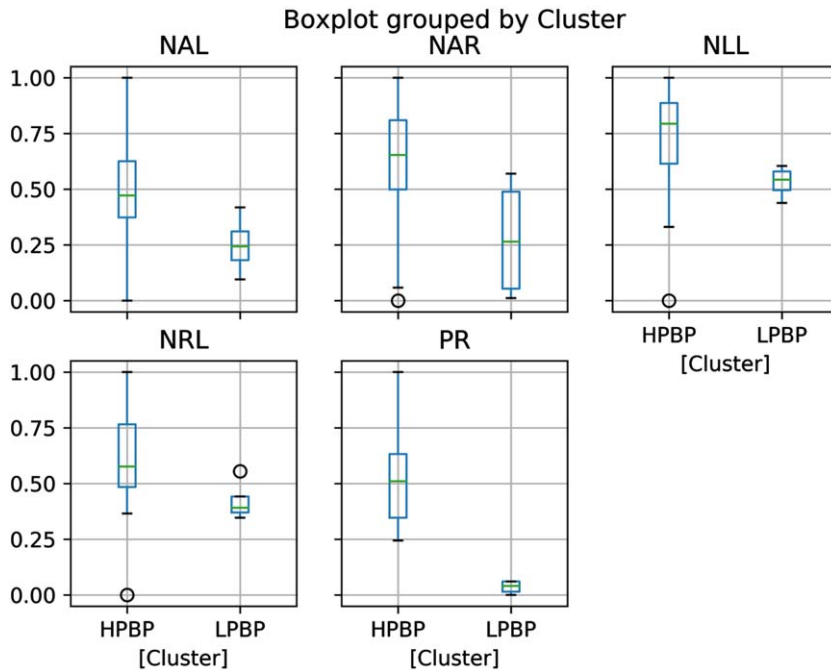 Boxplot grouped by Cluster
NAL NAR NLL
1.00
0.75
0.50
0.25
0.00
HPBP LPBP
[Cluster]
NRL PR
1.00
0.75
0.50
0.25
0.00
HPBP LPBP HPBP LPBP
[Cluster] [Cluster]